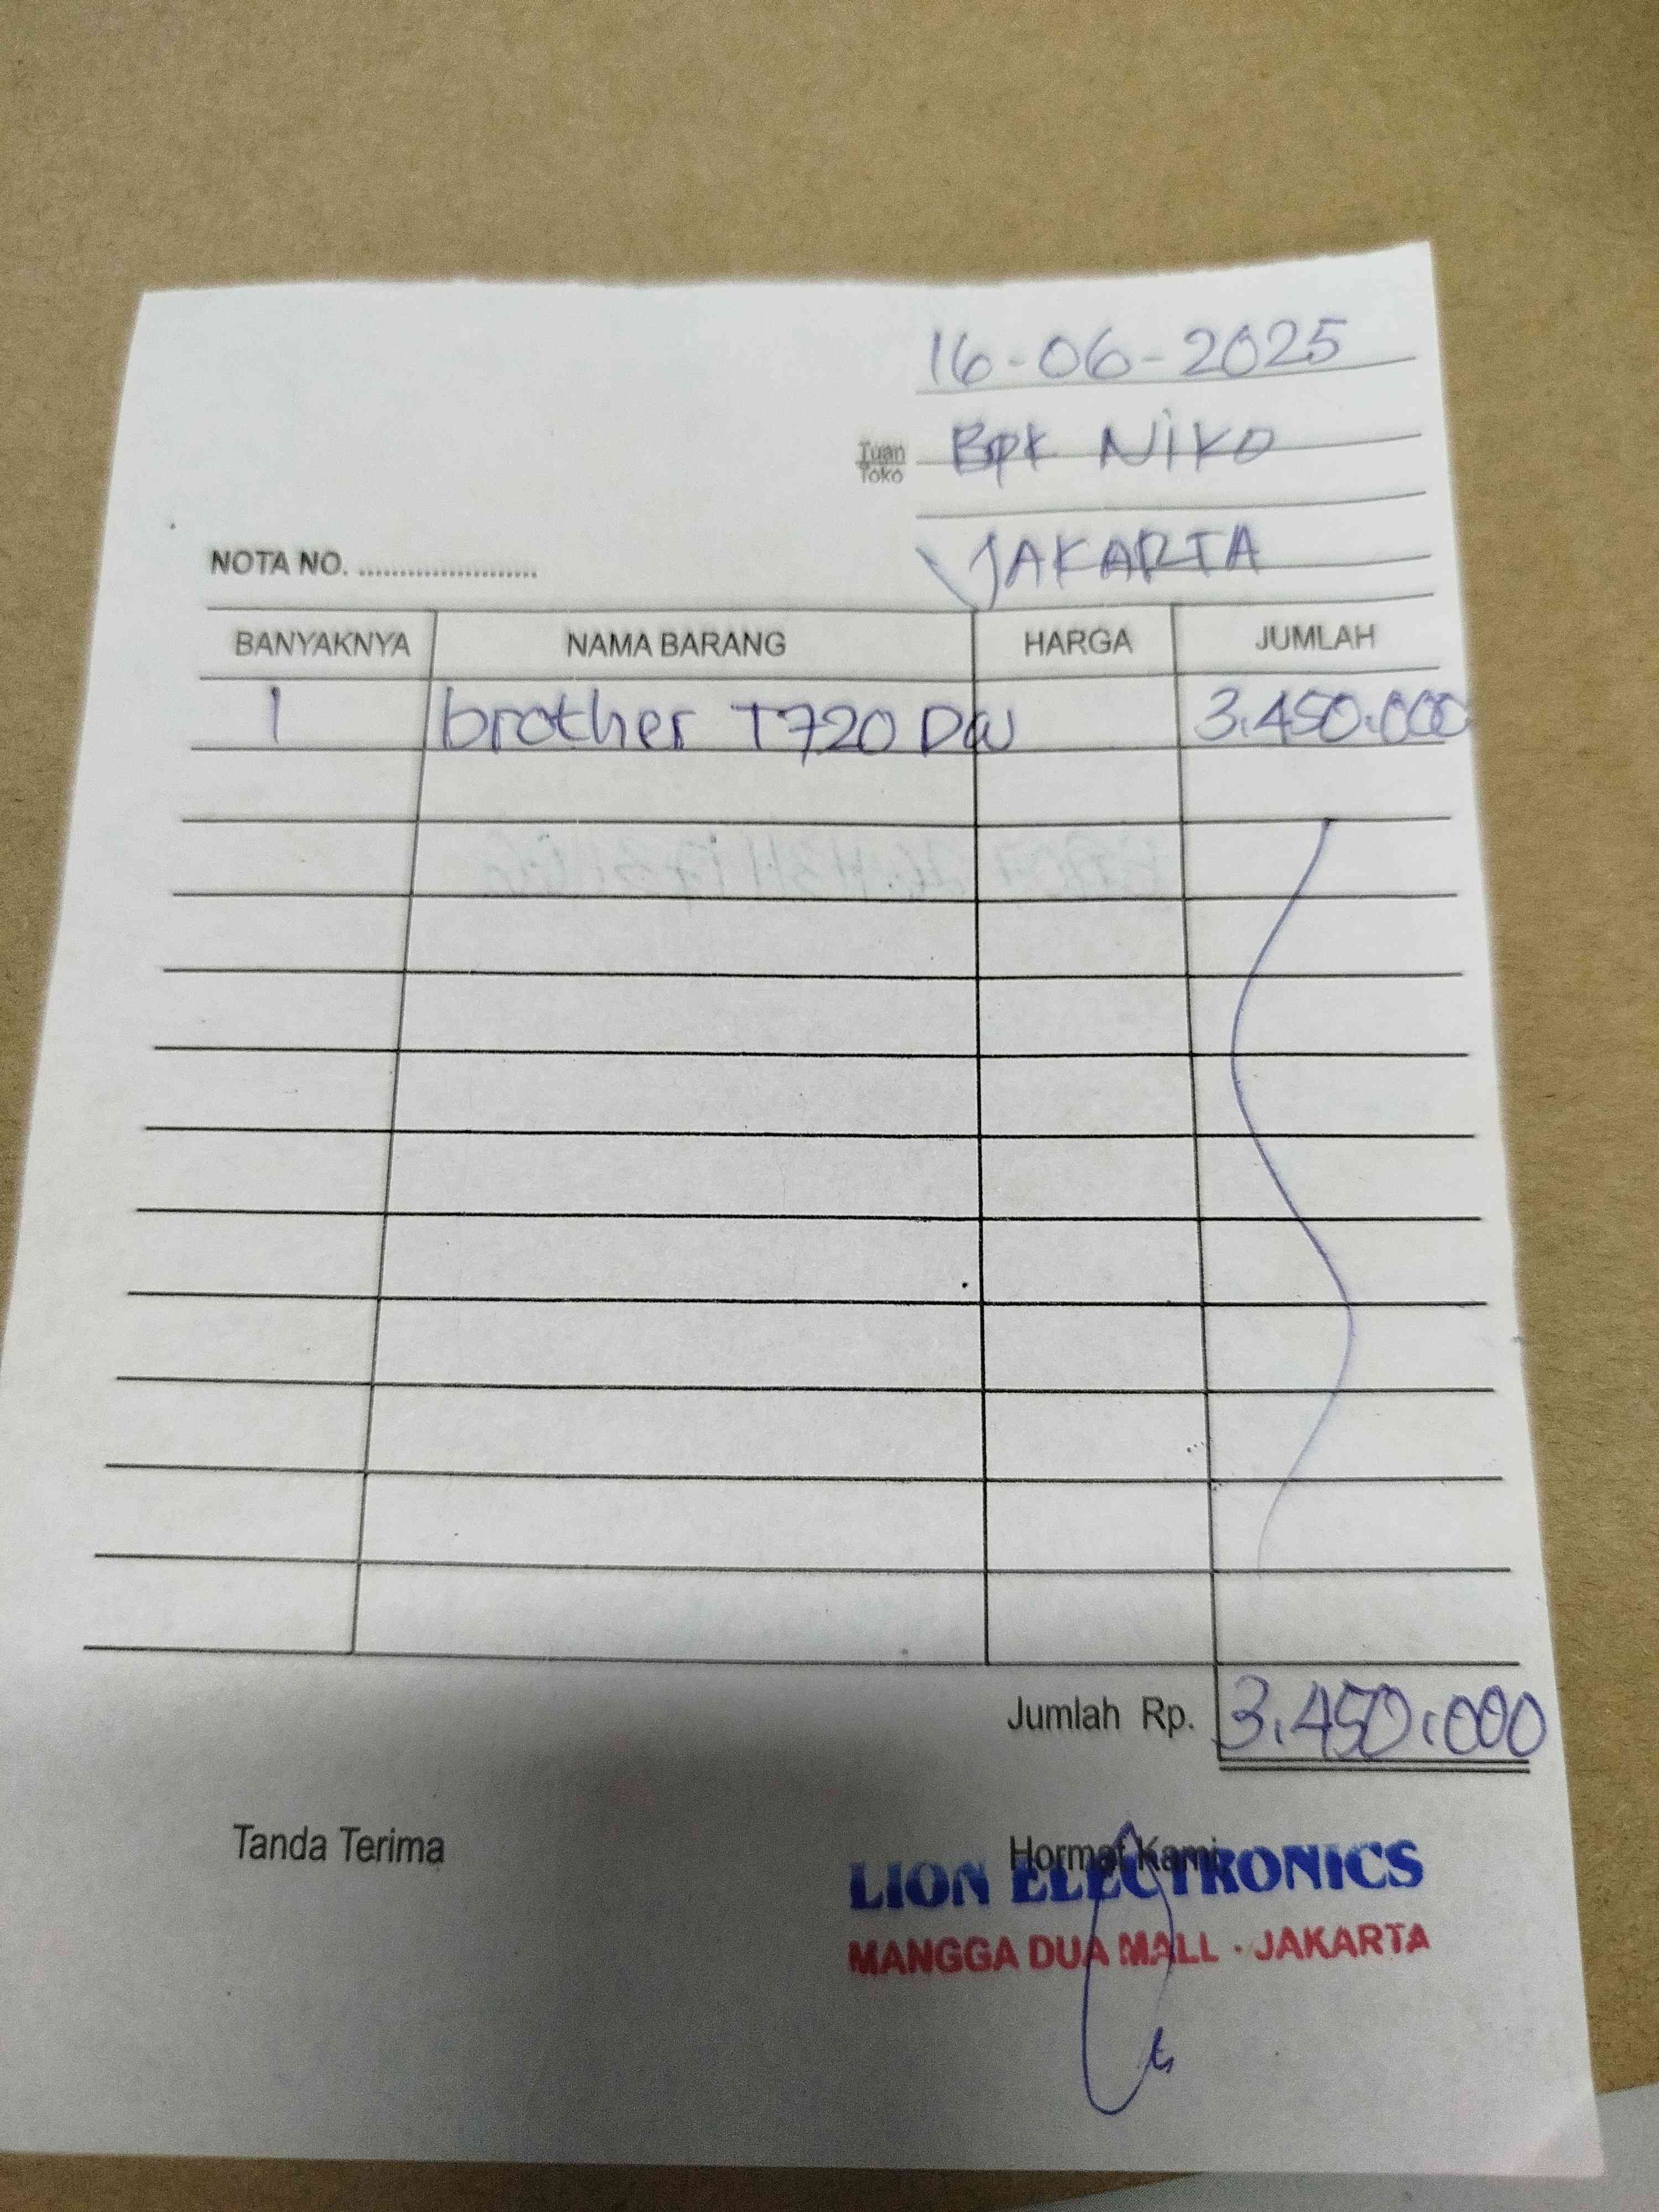 16-06-2025
Tuan
Toko
Bpk Niko
JAKARTA
NOTA NO. ......................
BANYAKNYA NAMA BARANG HARGA JUMLAH
1 brother T720 DW 3.450.000
Jumlah Rp. 3.450.000
Tanda Terima Hormat Kami
LION ELECTRONICS
MANGGA DUA MALL - JAKARTA